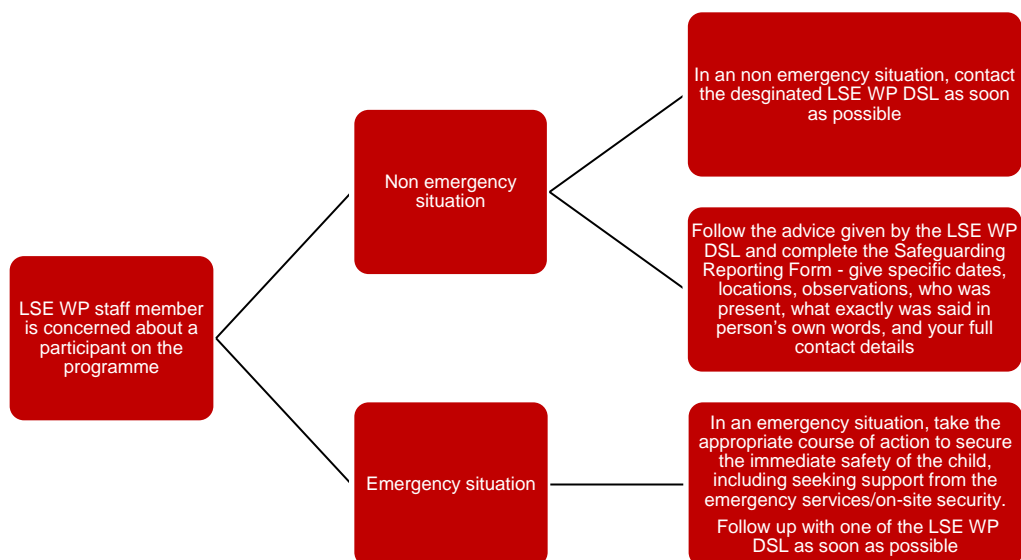 LSE WP staff member
is concerned about a
participant on the
programme
Non emergency
situation
In an non emergency situation, contact
the desginated LSE WP DSL as soon
as possible
Follow the advice given by the LSE WP
DSL and complete the Safeguarding
Reporting Form - give specific dates,
locations, observations, who was
present, what exactly was said in
person’s own words, and your full
contact details
Emergency situation
In an emergency situation, take the
appropriate course of action to secure
the immediate safety of the child,
including seeking support from the
emergency services/on-site security.
Follow up with one of the LSE WP
DSL as soon as possible